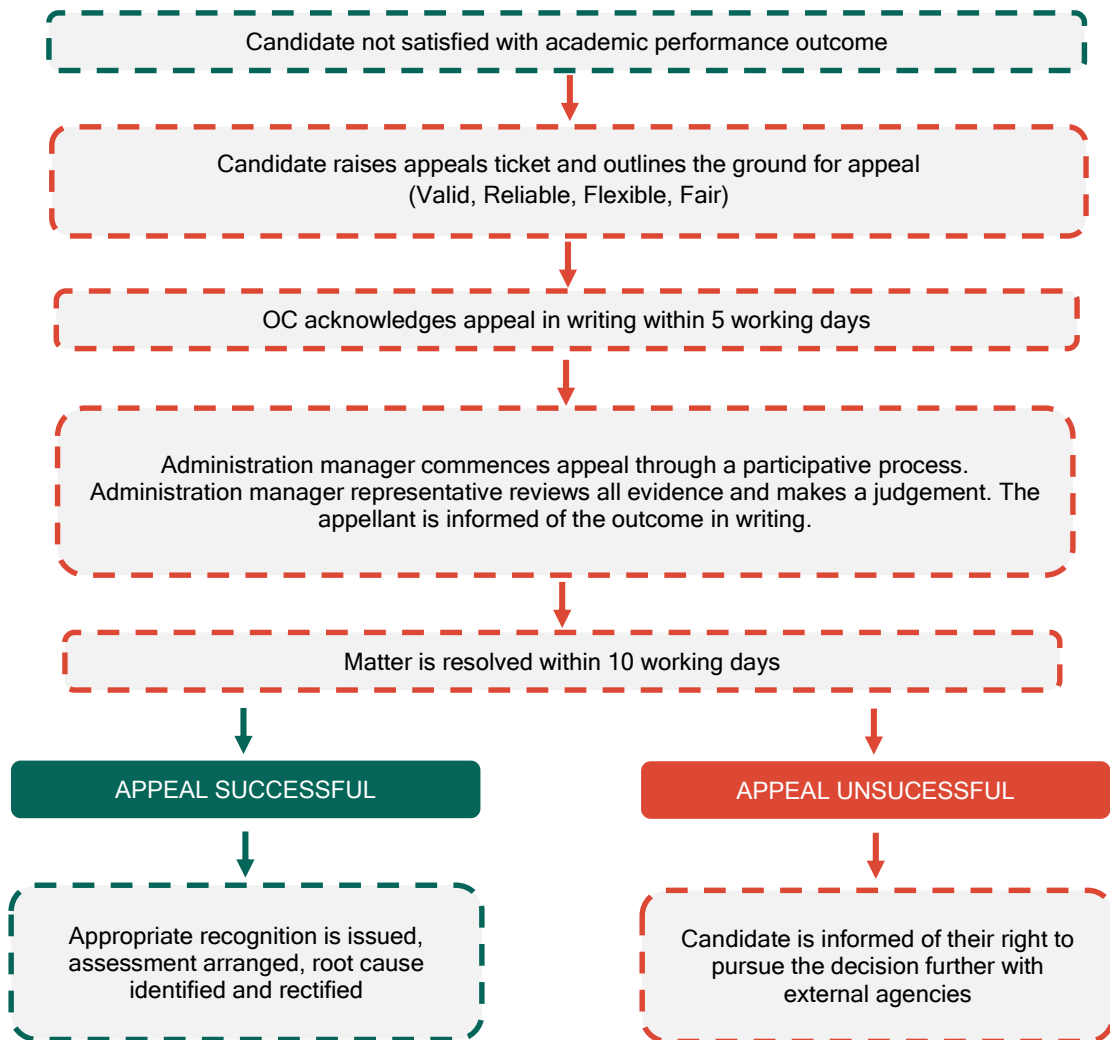 Candidate not satisfied with academic performance outcome
Candidate raises appeals ticket and outlines the ground for appeal
(Valid, Reliable, Flexible, Fair)
OC acknowledges appeal in writing within 5 working days
Administration manager commences appeal through a participative process.
Administration manager representative reviews all evidence and makes a judgement. The
appellant is informed of the outcome in writing.
Matter is resolved within 10 working days
APPEAL SUCCESSFUL
APPEAL UNSUCESSFUL
Appropriate recognition is issued,
assessment arranged, root cause
identified and rectified
Candidate is informed of their right to
pursue the decision further with
external agencies